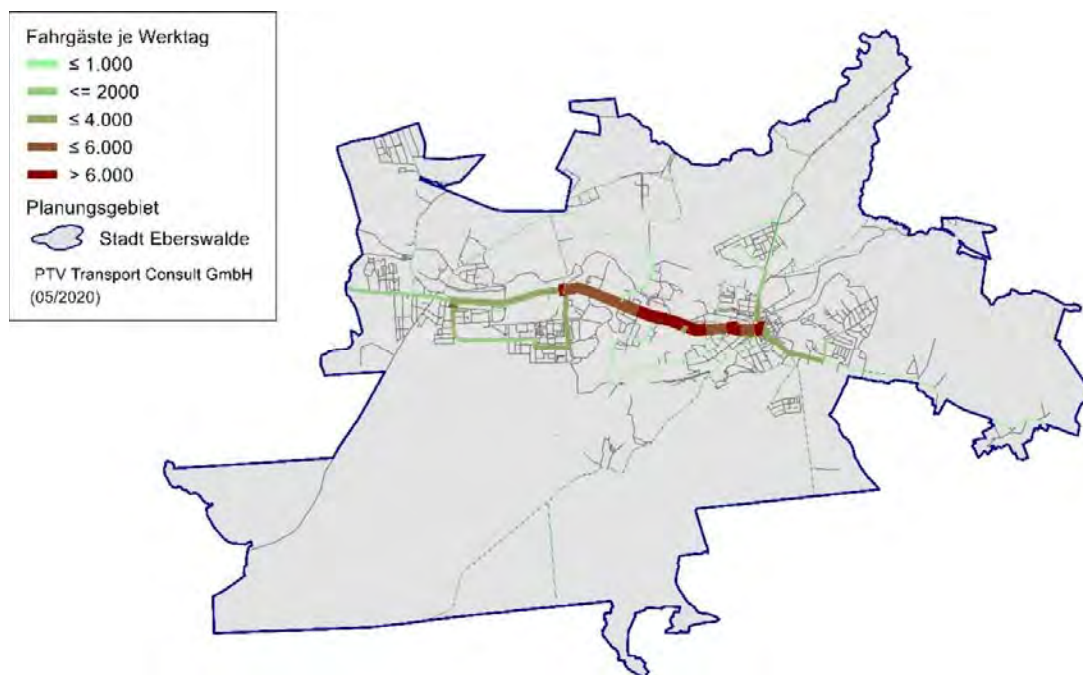 Fahrgäste je Werktag
≤ 1.000
<= 2000
≤ 4.000
≤ 6.000
> 6.000
Planungsgebiet
Stadt Eberswalde
PTV Transport Consult GmbH
(05/2020)